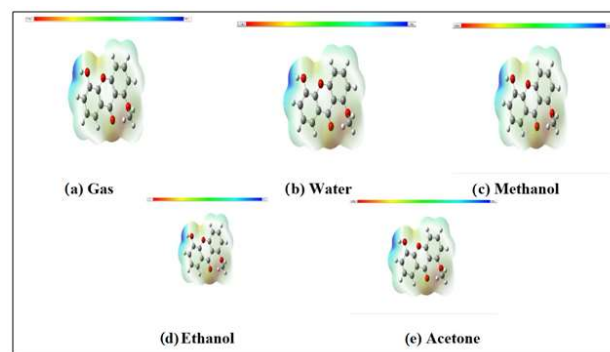 (a) Gas
(b) Water
(c) Methanol
(d) Ethanol
(e) Acetone